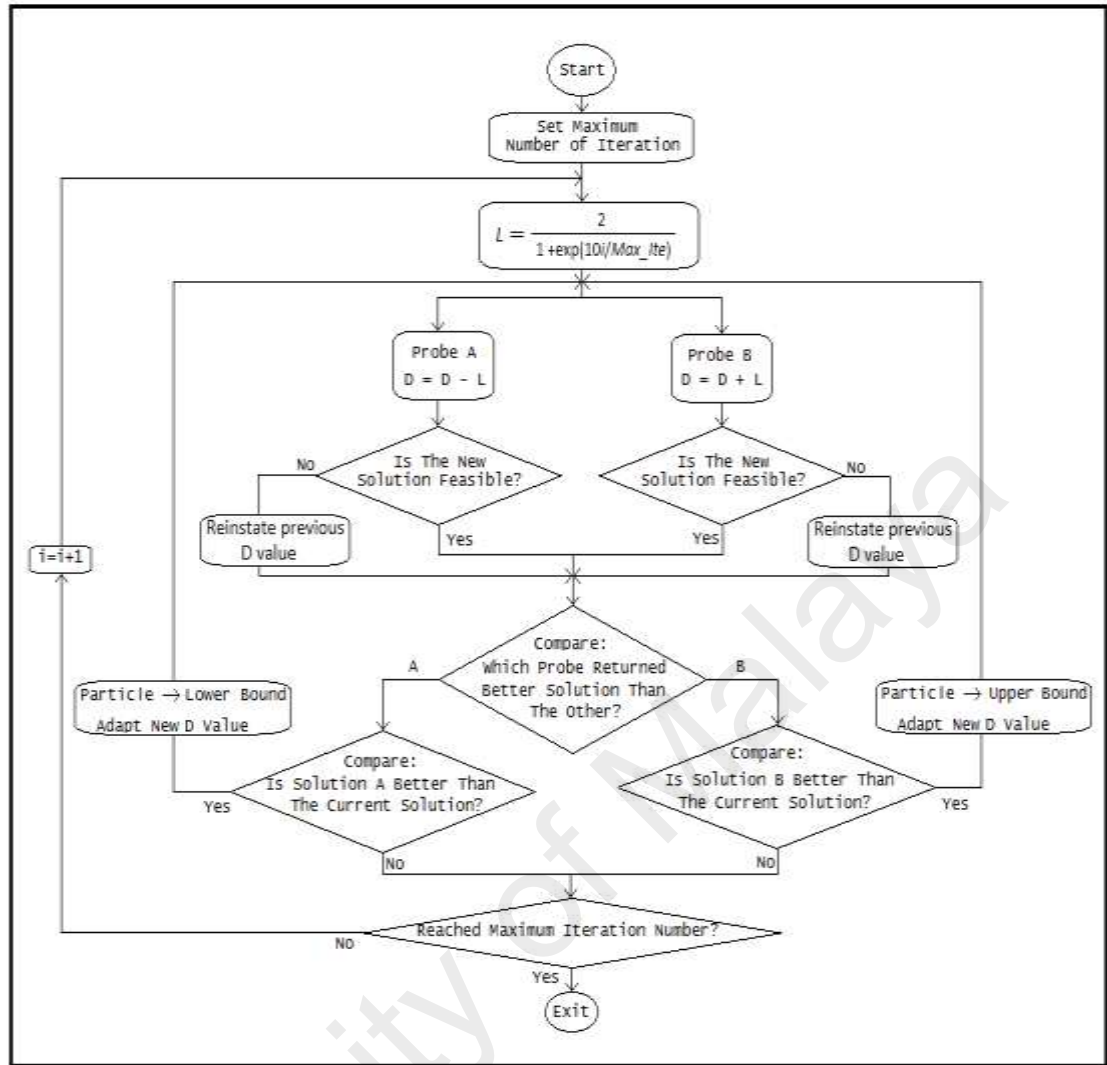 Start
Set Maximum
Number of Iteration
L = 2
1+exp(10i/Max_Ite)
Probe A
D = D - L
Probe B
D = D + L
No
Is The New
Solution Feasible?
Yes
Is The New
Solution Feasible?
No
Yes
Reinstate previous
D value
Reinstate previous
D value
i=i+1
Compare:
Which Probe Returned
Better Solution Than
The Other?
A
B
Particle → Lower Bound
Adapt New D Value
Particle → Upper Bound
Adapt New D Value
Compare:
Is Solution A Better Than
The Current Solution?
Yes
No
Compare:
Is Solution B Better Than
The Current Solution?
Yes
No
Reached Maximum Iteration Number?
No
Yes
Exit
ity of Malaya